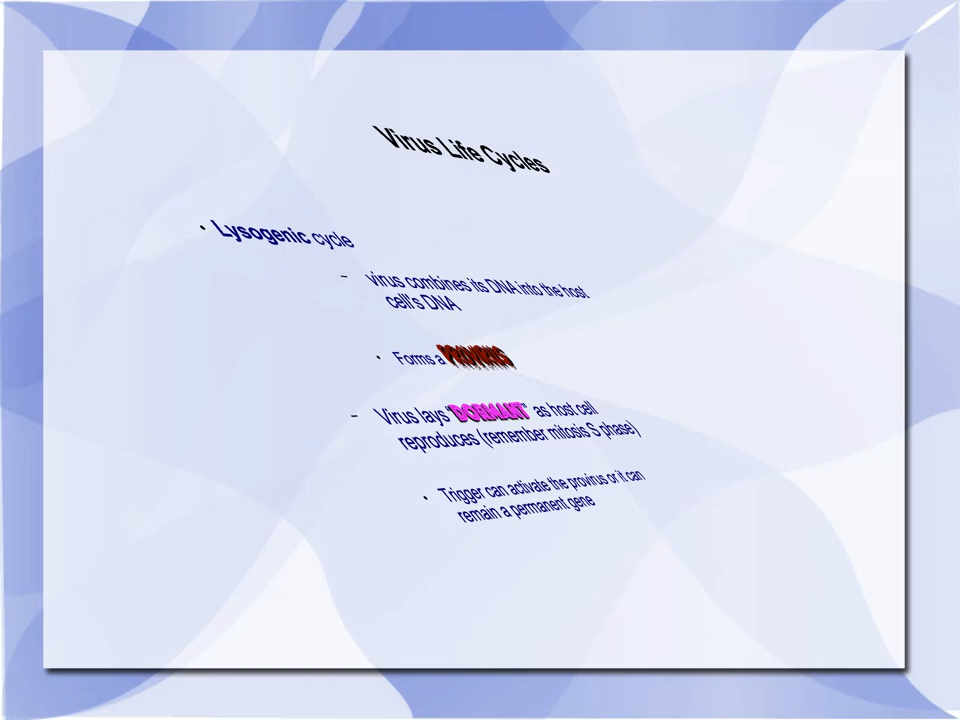 Virus Life Cycles
• Lysogenic cycle
– virus combines its DNA into the host
cell's DNA
• Forms a PROVIRUS
– Virus lays "DORMANT" as host cell
reproduces (remember mitosis S phase)
• Trigger can activate the provirus or it can
remain a permanent gene